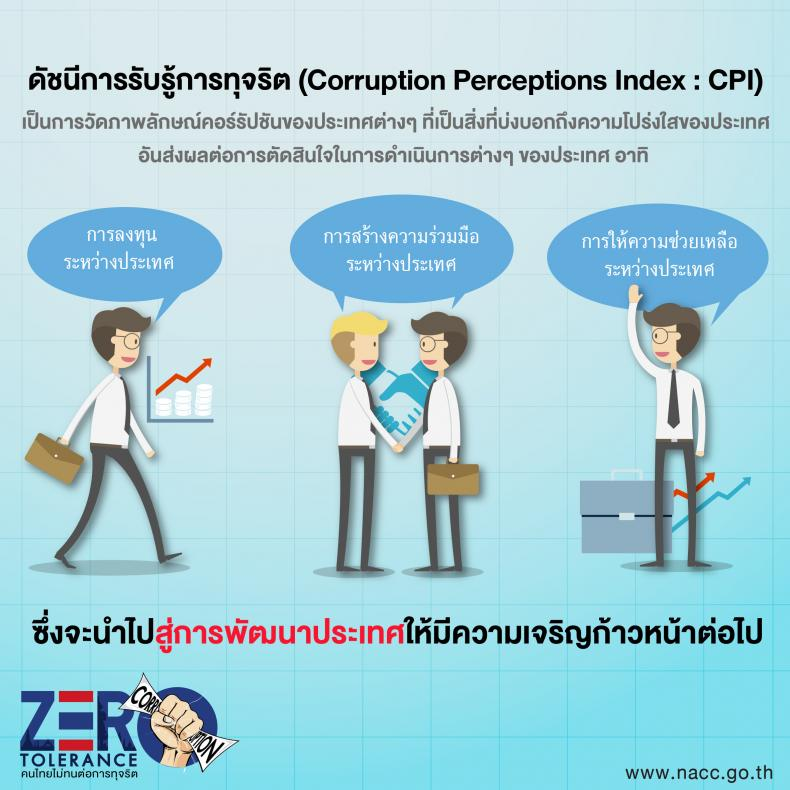 ดัชนีการรับรู้การทุจริต (Corruption Perceptions Index : CPI)
เป็นการวัดภาพลักษณ์คอร์รัปชันของประเทศต่างๆ ที่เป็นสิ่งที่บ่งบอกถึงความโปร่งใสของประเทศ
อันส่งผลต่อการตัดสินใจในการดำเนินการต่างๆ ของประเทศ อาทิ
การลงทุน
ระหว่างประเทศ
การสร้างความร่วมมือ
ระหว่างประเทศ
การให้ความช่วยเหลือ
ระหว่างประเทศ
ซึ่งจะนำไปสู่การพัฒนาประเทศให้มีความเจริญก้าวหน้าต่อไป
ZERO
CORRUPTION
TOLERANCE
คนไทยไม่ทนต่อการทุจริต
www.nacc.go.th